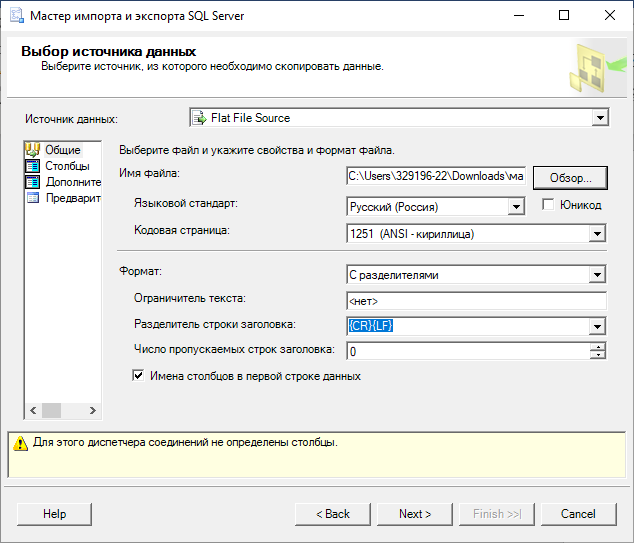 Мастер импорта и экспорта SQL Server
Выбор источника данных
Выберите источник, из которого необходимо скопировать данные.
Источник данных: Flat File Source
Общие
Столбцы
Дополните
Предварит
Выберите файл и укажите свойства и формат файла.
Имя файла: C:\Users\329196-22\Downloads\ма Обзор...
Языковой стандарт: Русский (Россия) Юникод
Кодовая страница: 1251 (ANSI - кириллица)
Формат: С разделителями
Ограничитель текста: <нет>
Разделитель строки заголовка: {CR}{LF}
Число пропускаемых строк заголовка: 0
Имена столбцов в первой строке данных
Для этого диспетчера соединений не определены столбцы.
Help < Back Next > Finish >>| Cancel